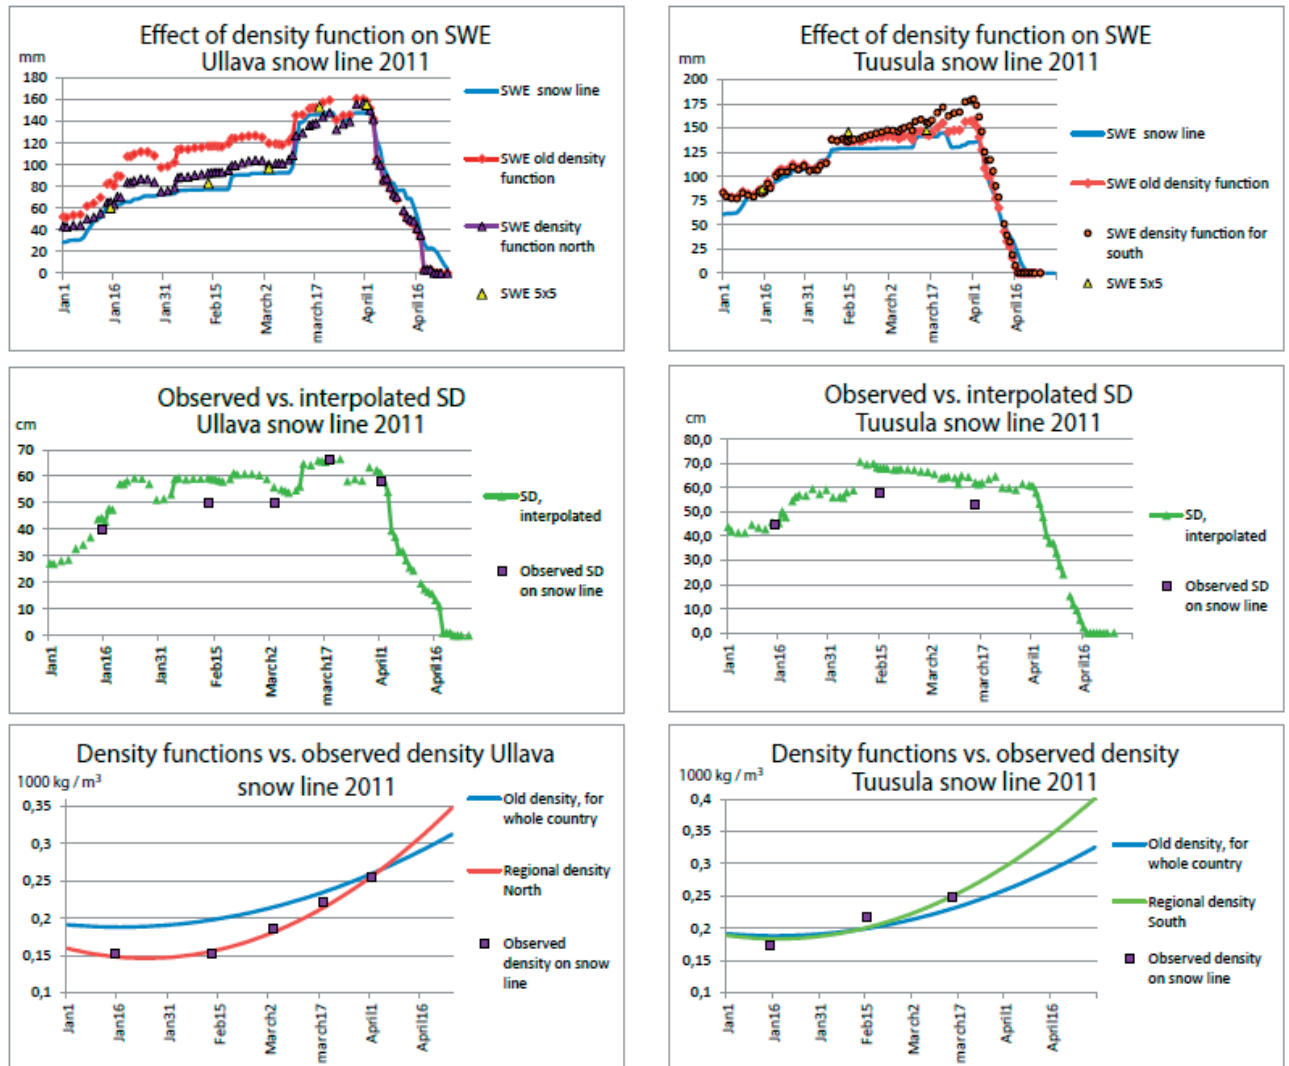 Effect of density function on SWE
Ullava snow line 2011
mm
180
160
140
120
100
80
60
40
20
0
Jan1
Jan16
Jan31
Feb15
March2
march17
April1
April16
SWE snow line
SWE old density
function
SWE density
function north
SWE 5x5
Effect of density function on SWE
Tuusula snow line 2011
mm
200
175
150
125
100
75
50
25
0
Jan1
Jan16
Jan31
Feb15
March2
march17
April1
April16
SWE snow line
SWE old density function
SWE density function for
south
SWE 5x5
Observed vs. interpolated SD
Ullava snow line 2011
cm
70
60
50
40
30
20
10
0
Jan1
Jan16
Jan31
Feb15
March2
march17
April1
April16
SD,
interpolated
Observed SD
on snow line
Observed vs. interpolated SD
Tuusula snow line 2011
cm
80,0
70,0
60,0
50,0
40,0
30,0
20,0
10,0
0,0
Jan1
Jan16
Jan31
Feb15
March2
march17
April1
April16
SD,
interpolated
Observed SD
on snow line
Density functions vs. observed density Ullava
snow line 2011
1000 kg / m³
0,35
0,3
0,25
0,2
0,15
0,1
Jan1
Jan16
Jan31
Feb15
March2
march17
April1
April16
Old density, for
whole country
Regional density
North
Observed
density on snow
line
Density functions vs. observed density
Tuusula snow line 2011
1000 kg / m³
0,4
0,35
0,3
0,25
0,2
0,15
0,1
Jan1
Jan16
Jan31
Feb15
March2
march17
April1
April16
Old density, for
whole country
Regional density
South
Observed density
on snow line